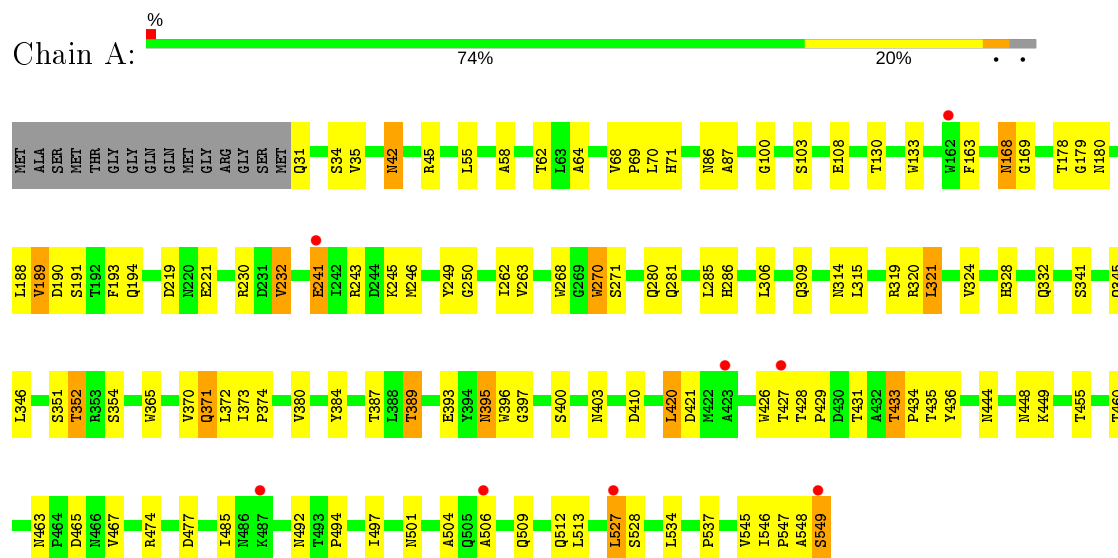 %
Chain A:
74%
20%
MET ALA SER MET THR GLY GLY GLN GLN MET GLY ARG GLY SER MET Q31 S34 V35 N42 R45 L55 A58 T62 L63 A64 V68 P69 L70 H71 N86 A87 G100 S103 E108 T130 W133 W162 F163 N168 G169 T178 G179 N180
L188 V189 D190 S191 T192 F193 Q194 D219 N220 E221 R230 D231 V232 E241 I242 R243 D244 K245 M246 Y249 G250 I262 V263 W268 G269 W270 S271 Q280 Q281 L285 H286 L306 Q309 N314 L315 R319 R320 L321 V324 H328 Q332 S341
L346 S351 T352 R353 S354 W365 V370 Q371 L372 I373 P374 V380 Y384 T387 L388 T389 E393 Y394 N395 W396 G397 S400 N403 D410 L420 D421 M422 A423 W426 T427 T428 P429 D430 T431 A432 T433 P434 T435 Y436 N444 N448 K449 T455
N463 P464 D465 N466 V467 R474 D477 I485 N486 K487 N492 T493 P494 I497 N501 A504 Q505 A506 Q509 Q512 L513 L527 S528 L534 P537 V545 I546 P547 A548 S549